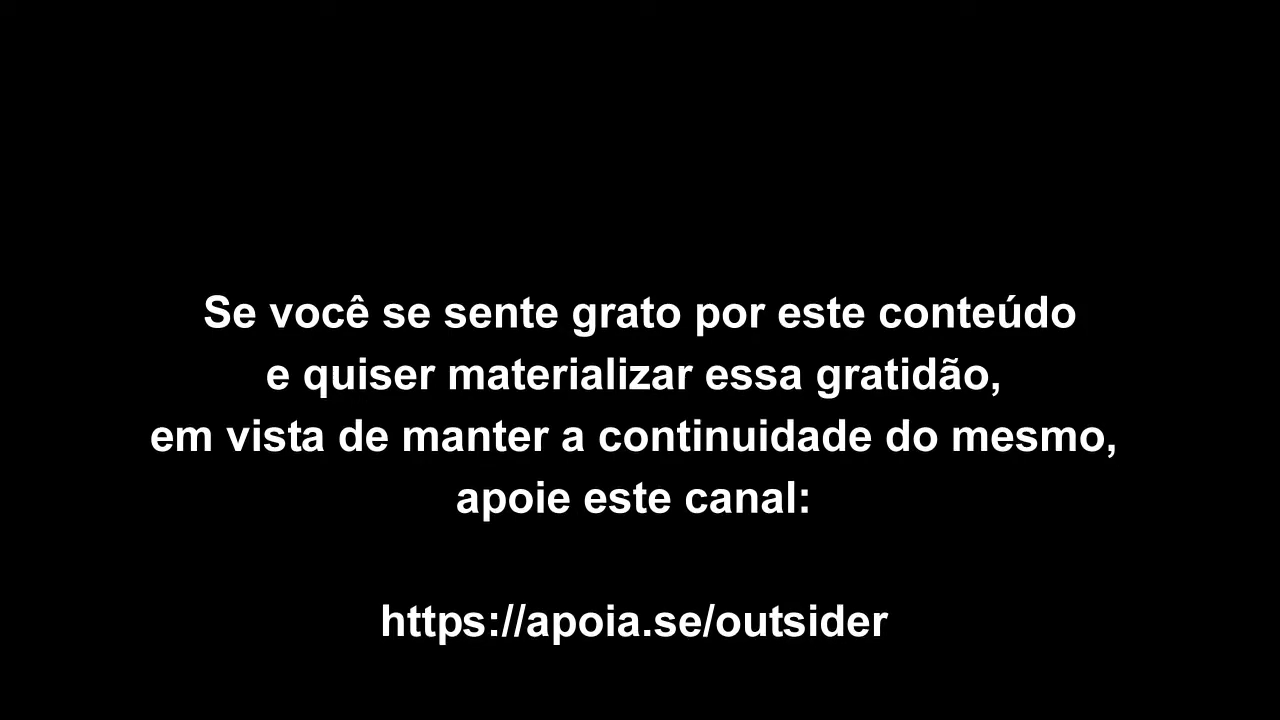 Se você se sente grato por este conteúdo
e quiser materializar essa gratidão,
em vista de manter a continuidade do mesmo,
apoie este canal:
https://apoia.se/outsider